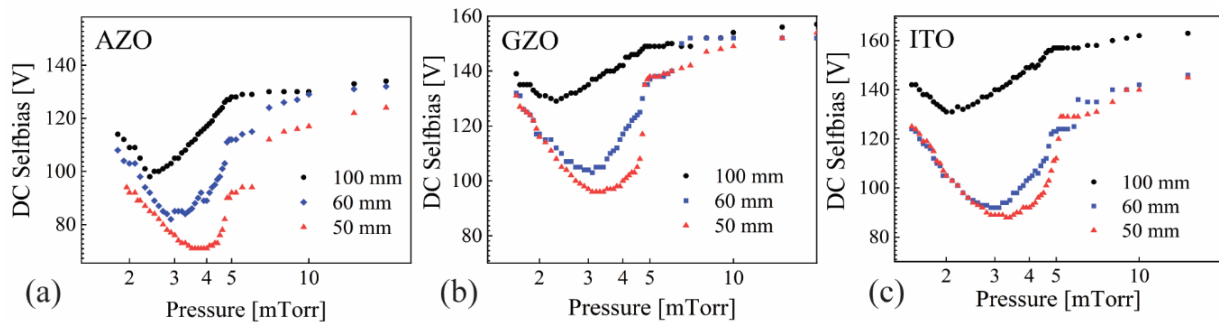 AZO
DC Selfbias [V]
140
120
100
80
100 mm
60 mm
50 mm
2 3 4 5 10
(a)
Pressure [mTorr]
GZO
DC Selfbias [V]
160
140
120
100
80
100 mm
60 mm
50 mm
2 3 4 5 10
(b)
Pressure [mTorr]
ITO
DC Selfbias [V]
160
140
120
100
80
100 mm
60 mm
50 mm
2 3 4 5 10
(c)
Pressure [mTorr]